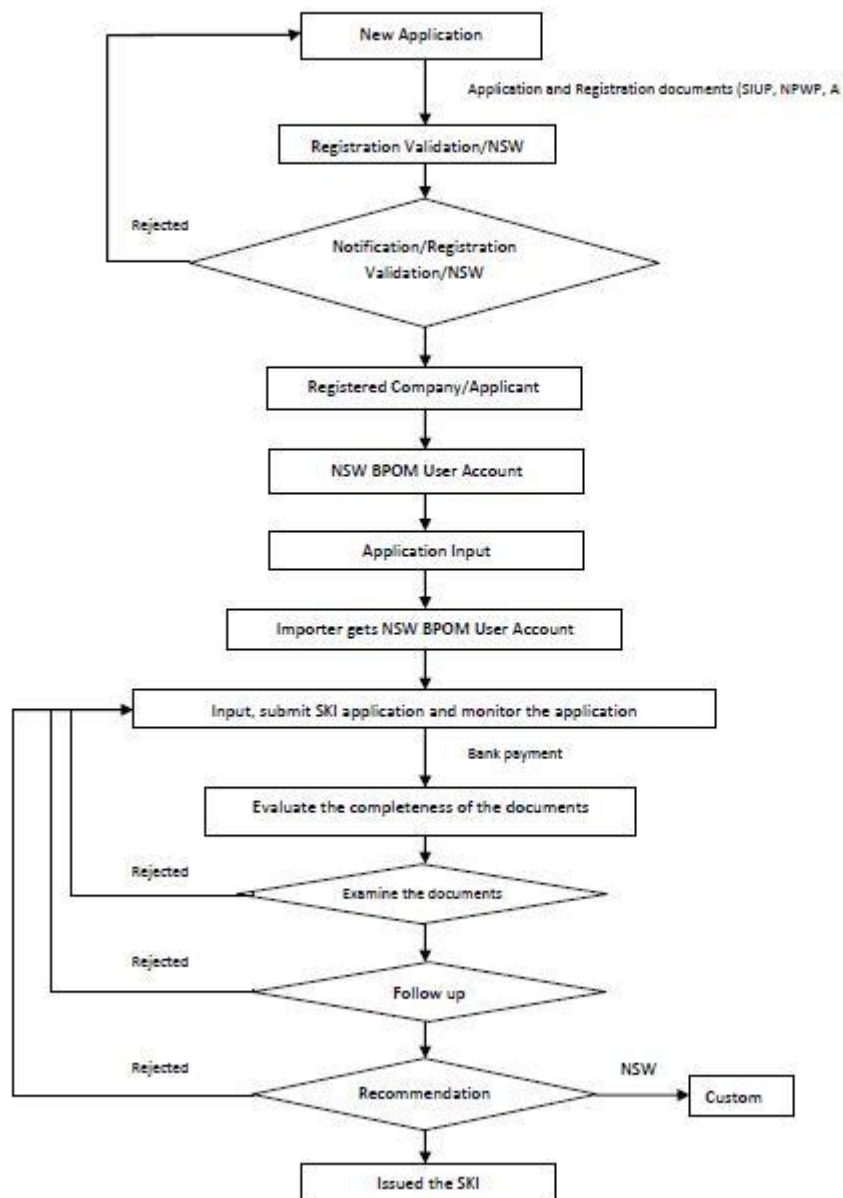 New Application
Application and Registration documents (SIUP, NPWP, A
Registration Validation/NSW
Rejected
Notification/Registration
Validation/NSW
Registered Company/Applicant
NSW BPOM User Account
Application Input
Importer gets NSW BPOM User Account
Input, submit SKI application and monitor the application
Bank payment
Evaluate the completeness of the documents
Rejected
Examine the documents
Rejected
Follow up
Rejected
NSW
Recommendation
Custom
Issued the SKI